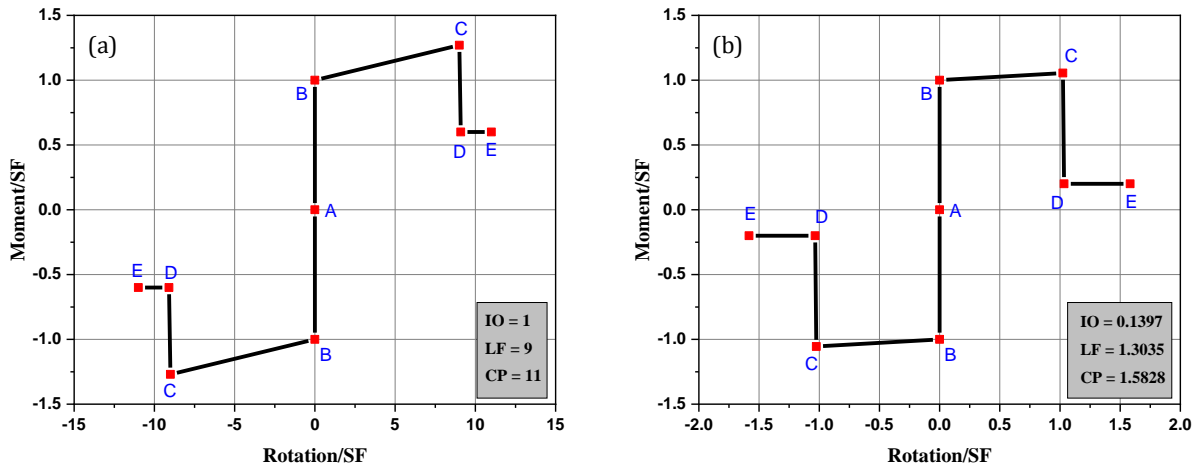 (a)
1.5
1.0
0.5
0.0
-0.5
-1.0
-1.5
Moment/SF
C
B
D
E
A
E
D
B
C
IO = 1
LF = 9
CP = 11
-15
-10
-5
0
5
10
15
Rotation/SF
(b)
1.5
1.0
0.5
0.0
-0.5
-1.0
-1.5
Moment/SF
C
B
D
E
A
E
D
B
C
IO = 0.1397
LF = 1.3035
CP = 1.5828
-2.0
-1.5
-1.0
-0.5
0.0
0.5
1.0
1.5
2.0
Rotation/SF